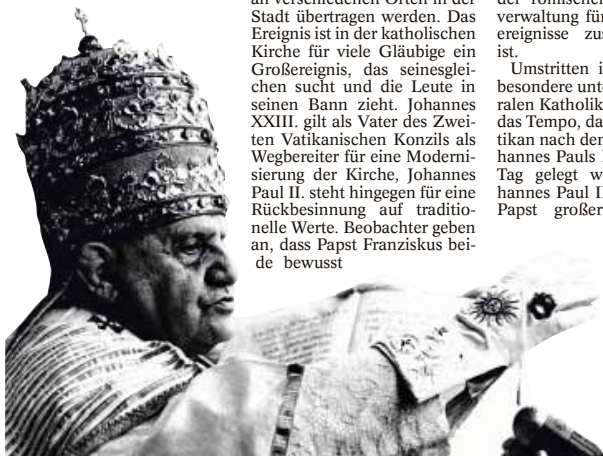 an verschiedenen Orten in der
Stadt übertragen werden. Das
Ereignis ist in der katholischen
Kirche für viele Gläubige ein
Großereignis, das seinesglei-
chen sucht und die Leute in
seinen Bann zieht. Johannes
XXIII. gilt als Vater des Zwei-
ten Vatikanischen Konzils als
Wegbereiter für eine Moderni-
sierung der Kirche, Johannes
Paul II. steht hingegen für eine
Rückbesinnung auf traditio-
nelle Werte. Beobachter geben
an, dass Papst Franziskus bei-
de bewusst
der römischen
verwaltung für
ereignisse zus
ist.
Umstritten i
besondere unte
ralen Katholik
das Tempo, da
tikan nach den
hannes Pauls I
Tag gelegt w
hannes Paul II
Papst großer